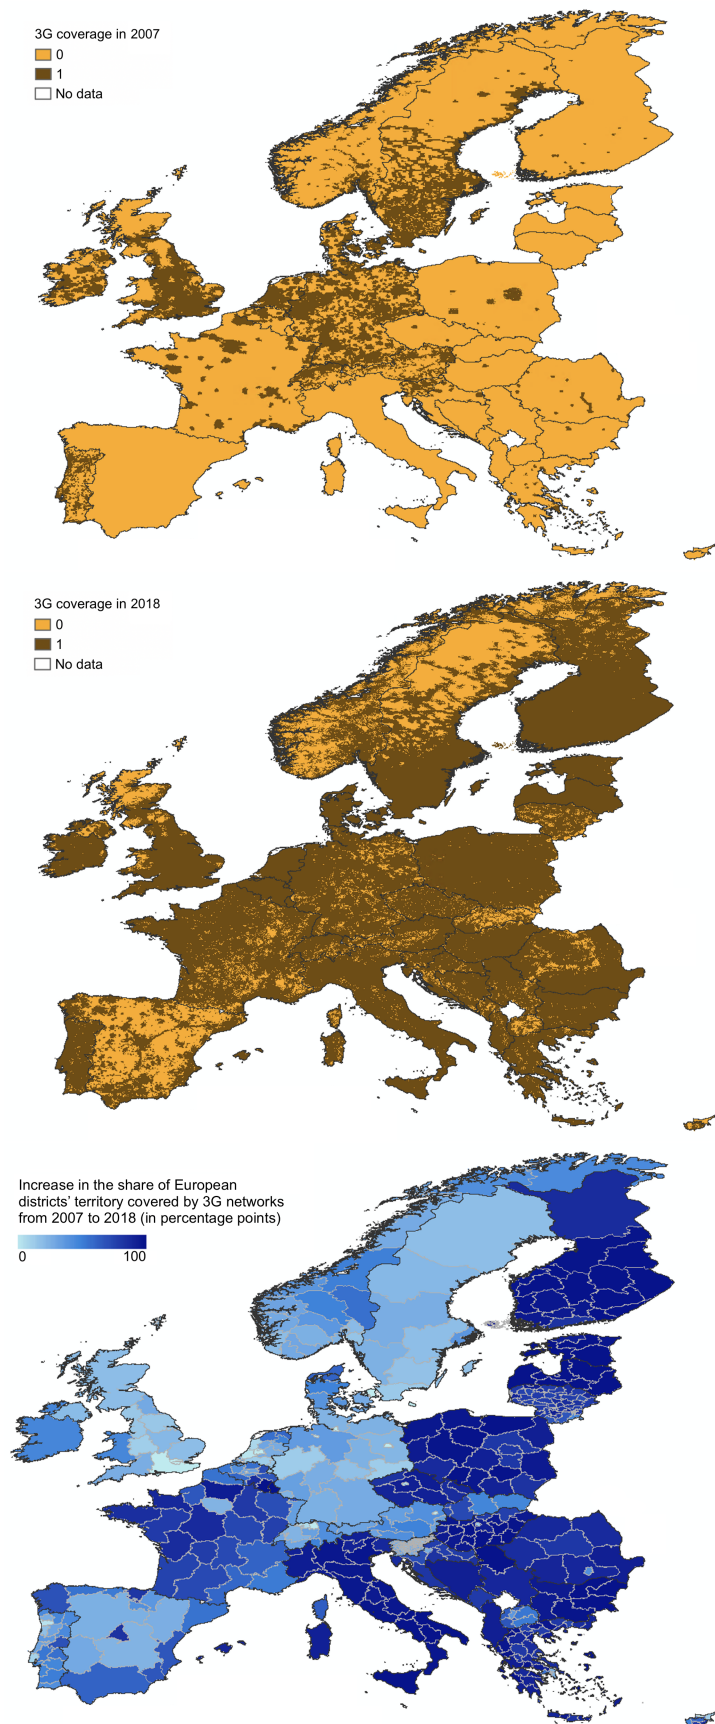 3G coverage in 2007
0
1
No data
3G coverage in 2018
0
1
No data
Increase in the share of European
districts' territory covered by 3G networks
from 2007 to 2018 (in percentage points)
0 100